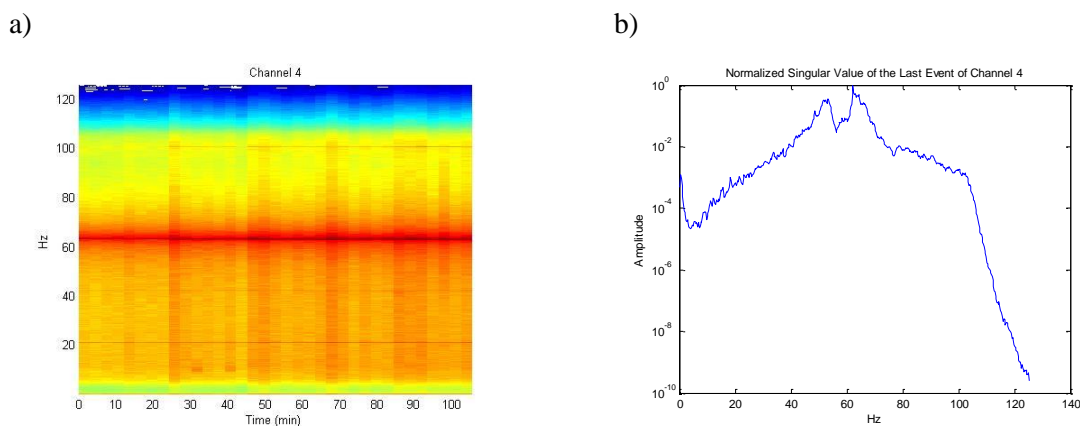 a)
b)
Channel 4
Hz
120
100
80
60
40
20
0 10 20 30 40 50 60 70 80 90 100
Time (min)
Normalized Singular Value of the Last Event of Channel 4
Amplitude
10^0
10^-2
10^-4
10^-6
10^-8
10^-10
0 20 40 60 80 100 120 140
Hz